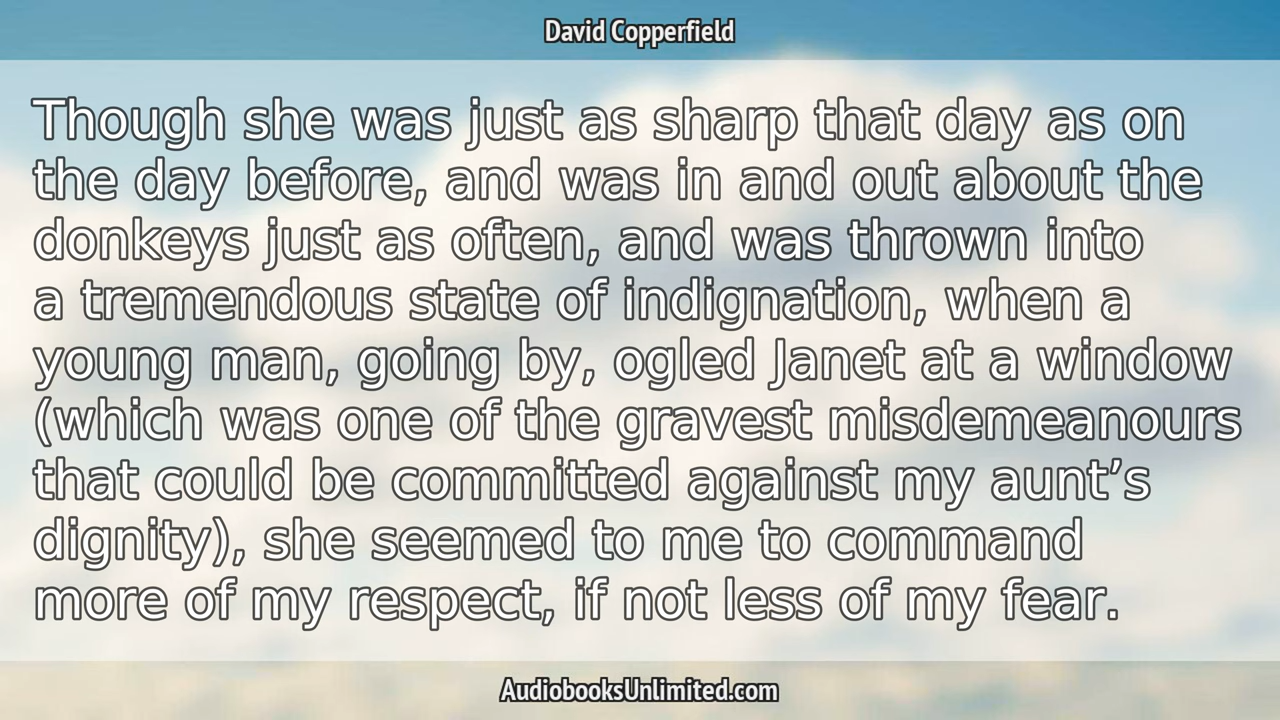 David Copperfield
Though she was just as sharp that day as on
the day before, and was in and out about the
donkeys just as often, and was thrown into
a tremendous state of indignation, when a
young man, going by, ogled Janet at a window
(which was one of the gravest misdemeanours
that could be committed against my aunt’s
dignity), she seemed to me to command
more of my respect, if not less of my fear.
AudiobooksUnlimited.com